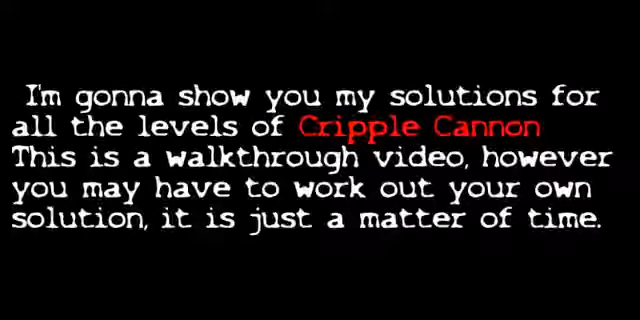 I'm gonna show you my solutions for
all the levels of Cripple Cannon
This is a walkthrough video, however
you may have to work out your own
solution, it is just a matter of time.